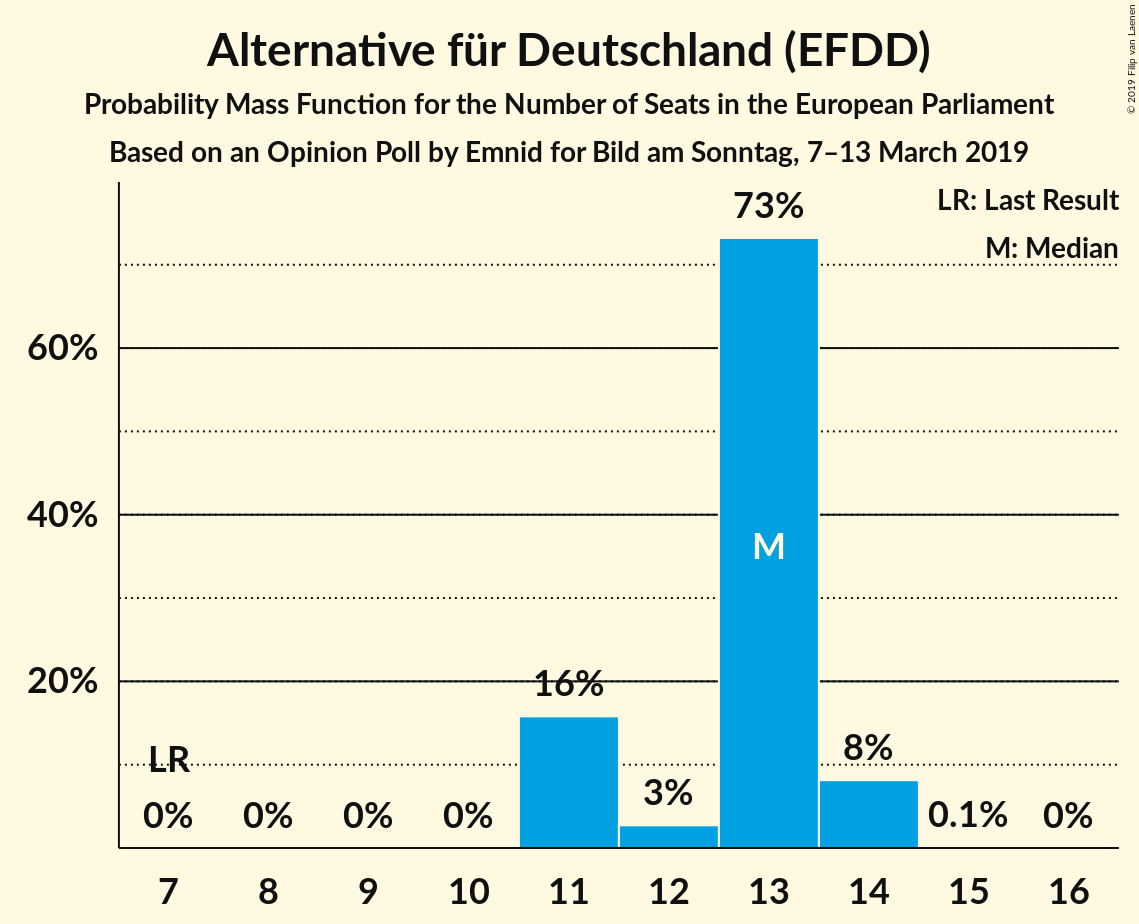 Alternative für Deutschland (EFDD)
Probability Mass Function for the Number of Seats in the European Parliament
Based on an Opinion Poll by Emnid for Bild am Sonntag, 7–13 March 2019
© 2019 Filip van Laenen
LR: Last Result
M: Median
73%
60%
40%
M
20%
16%
LR
8%
3%
0% 0% 0% 0% 0.1% 0%
7 8 9 10 11 12 13 14 15 16